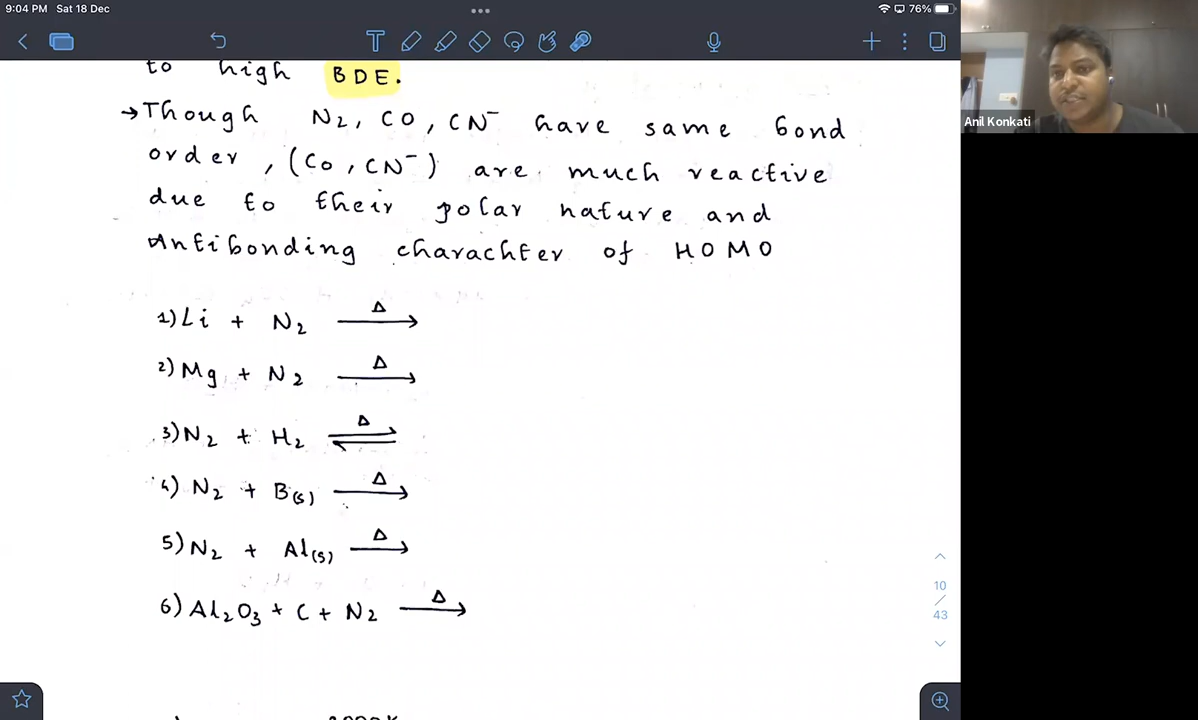 9:04 PM Sat 18 Dec
76%
to high BDE.
→Though N2, CO, CN⁻ have same bond
order, (CO, CN⁻) are much reactive
due to their polar nature and
Antibonding charachter of HOMO
1) Li + N2 —Δ→
2) Mg + N2 —Δ→
3) N2 + H2 Δ⇌
4) N2 + B(s) —Δ→
5) N2 + Al(s) —Δ→
6) Al2O3 + C + N2 —Δ→
10
/
43
Anil Konkati